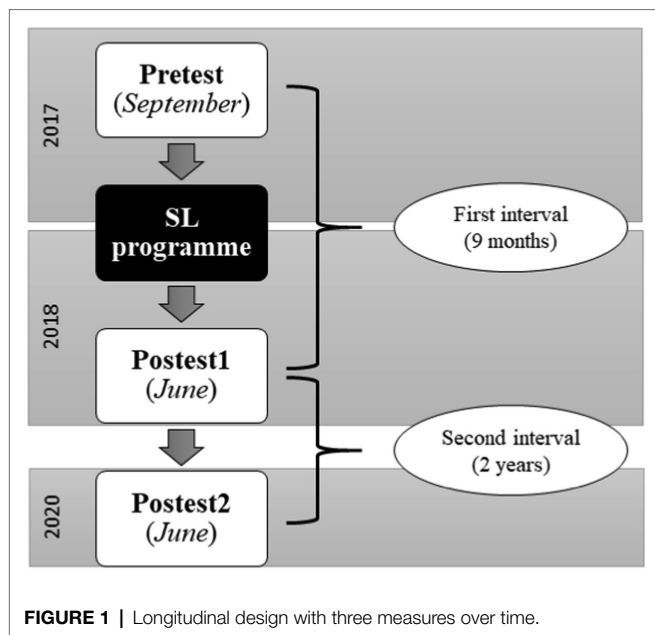 2017
Pretest
(September)
SL
programme
First interval
(9 months)
2018
Postest1
(June)
Second interval
(2 years)
2020
Postest2
(June)
FIGURE 1 | Longitudinal design with three measures over time.